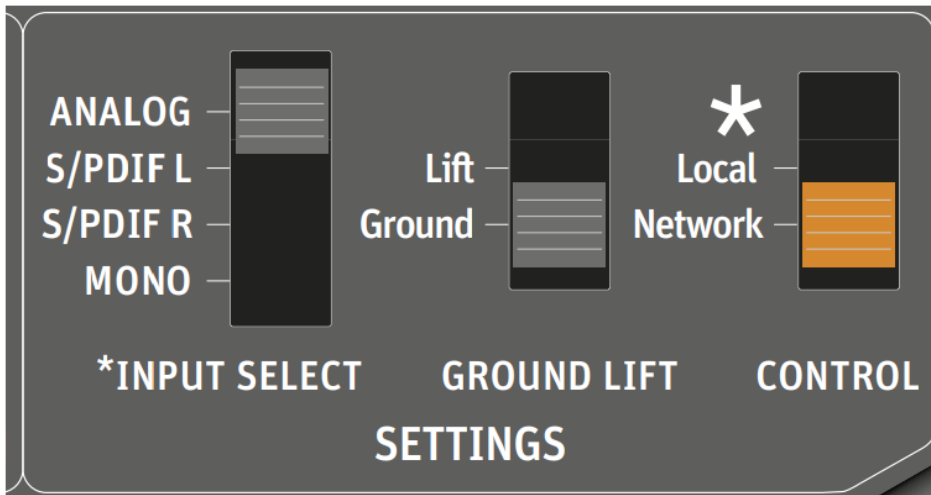 ANALOG
S/PDIF L
S/PDIF R
MONO
*INPUT SELECT
Lift
Ground
GROUND LIFT
*
Local
Network
CONTROL
SETTINGS